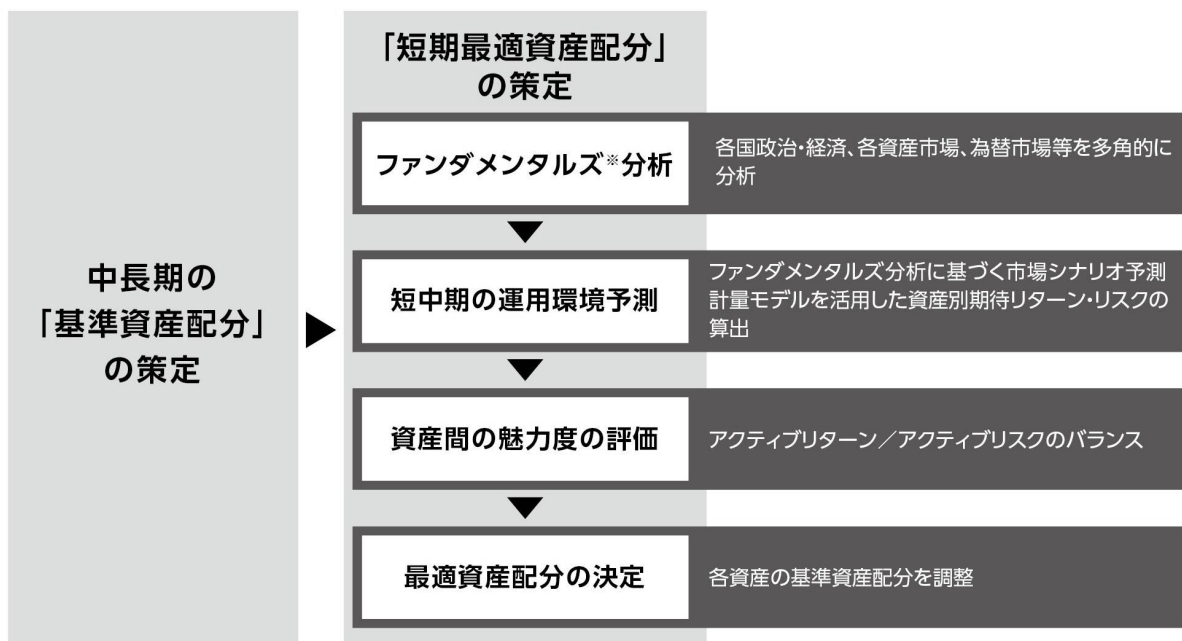 中長期の
「基準資産配分」
の策定
「短期最適資産配分」
の策定
ファンダメンタルズ※分析
各国政治・経済、各資産市場、為替市場等を多角的に
分析
短中期の運用環境予測
ファンダメンタルズ分析に基づく市場シナリオ予測
計量モデルを活用した資産別期待リターン・リスクの
算出
資産間の魅力度の評価
アクティブリターン／アクティブリスクのバランス
最適資産配分の決定
各資産の基準資産配分を調整